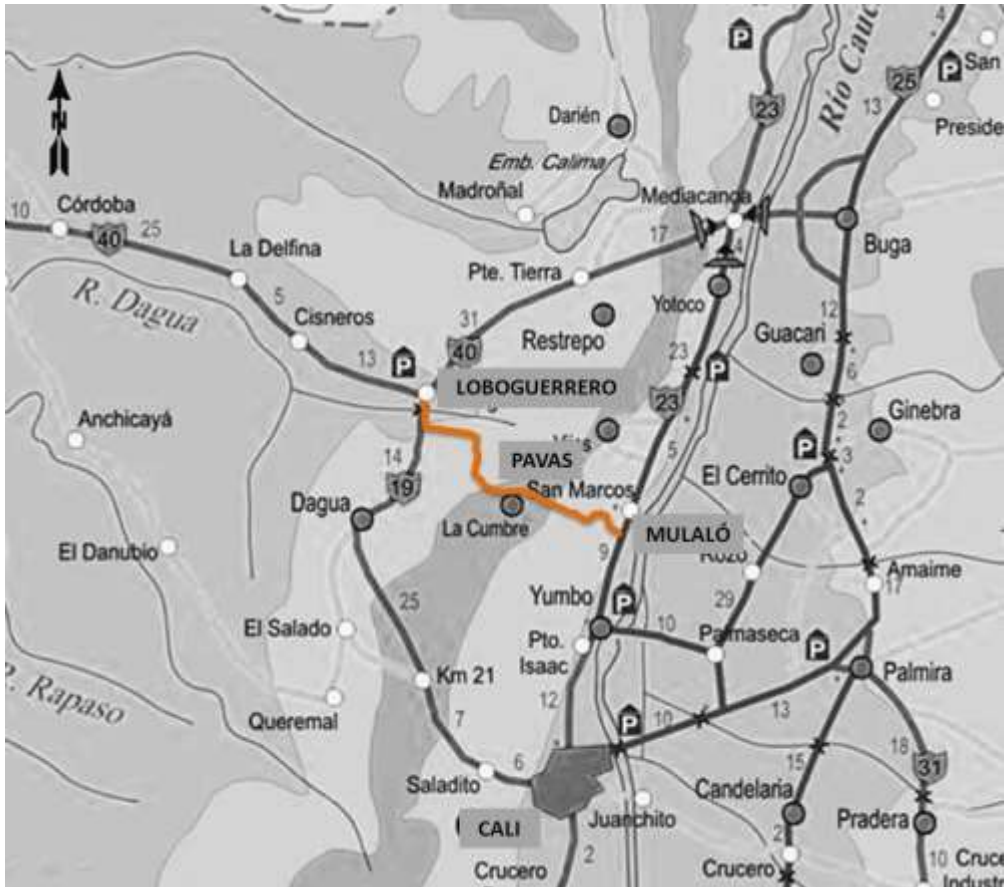 Río Cauca
P
San
23
25
4
13
Preside
Darién
N
Emb. Calima
Madroñal
Mediacanoa
Córdoba
10
40
25
17
4
Buga
La Delfina
Pte. Tierra
R. Dagua
5
Yotoco
Cisneros
31
Restrepo
12
Guacarí
13
P
40
23
P
6
LOBOGUERRERO
23
Ginebra
Anchicayá
2
5
P
3
14
PAVAS
El Cerrito
19
San Marcos
2
Dagua
La Cumbre
MULALÓ
El Danubio
9
Amaime
17
Yumbo
P
29
25
El Salado
10
Palmaseca
P
Pto.
Isaac
Palmira
Km 21
Queremal
12
P
10
13
7
18
31
Saladito
6
15
Candelaria
Pradera
CALI
Juanchito
2
2
Crucero
Crucero
10
Cruce
Indust